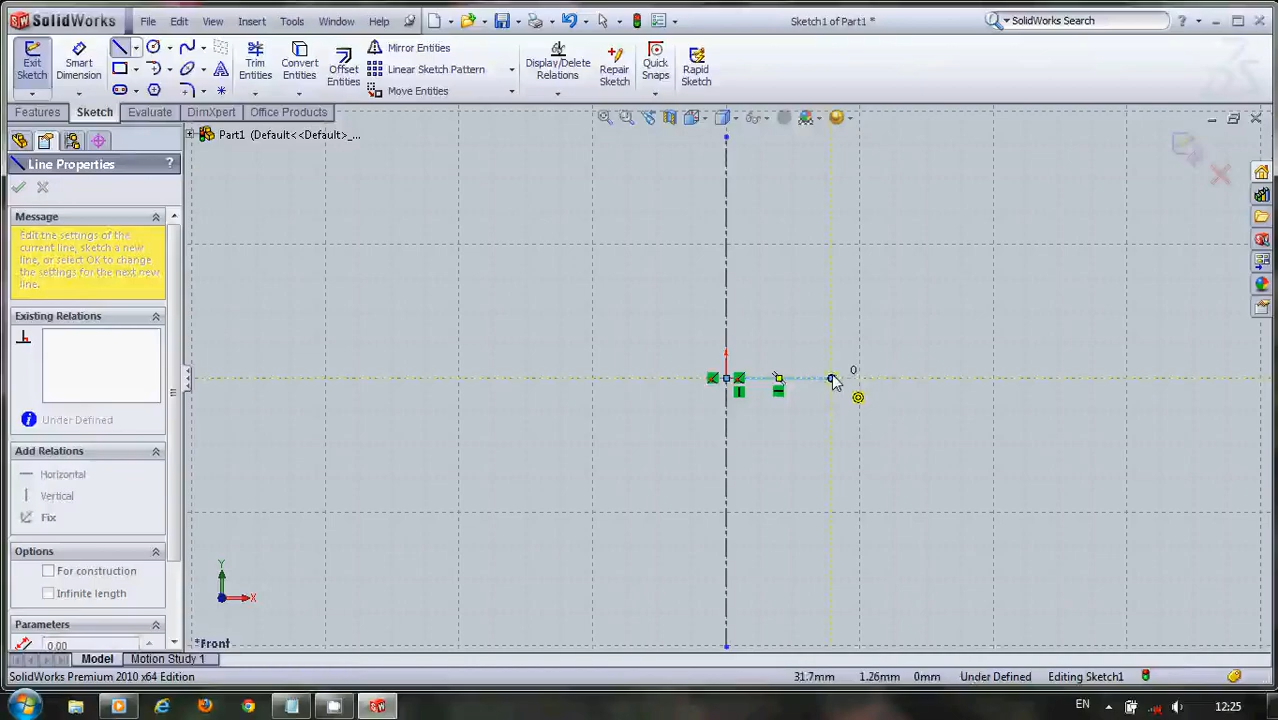 SolidWorks File Edit View Insert Tools Window Help Sketch1 of Part1 * SolidWorks Search
Exit Sketch
Smart Dimension
Trim Entities
Convert Entities
Offset Entities
Mirror Entities
Linear Sketch Pattern
Move Entities
Display/Delete Relations
Repair Sketch
Quick Snaps
Rapid Sketch
Features Sketch Evaluate DimXpert Office Products
Part1 (Default<<Default>_...
Line Properties ?
Message
Edit the settings of the
current line, sketch a new
line, or select OK to change
the settings for the next new
line.
Existing Relations
Under Defined
Add Relations
Horizontal
Vertical
Fix
Options
For construction
Infinite length
Parameters
0.00
0
Y
X
*Front
Model Motion Study 1
SolidWorks Premium 2010 x64 Edition 31.7mm 1.26mm 0mm Under Defined Editing Sketch1
EN 12:25